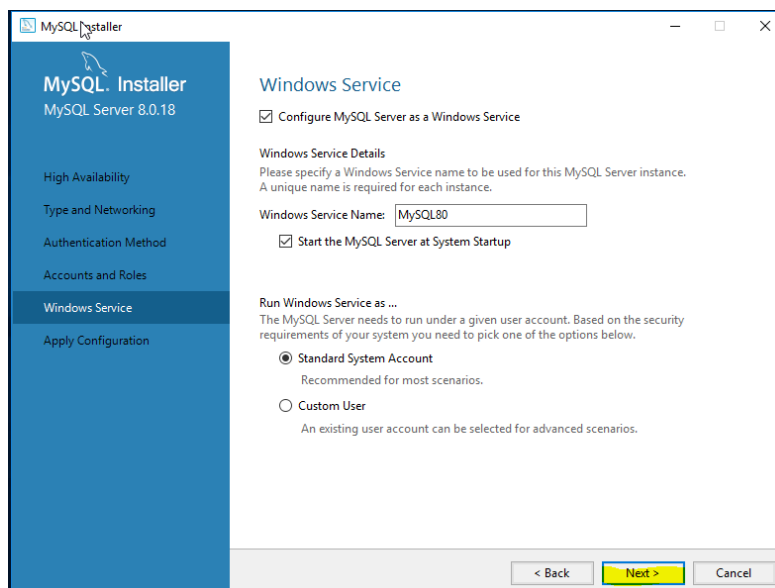 MySQL Installer
MySQL. Installer
MySQL Server 8.0.18
High Availability
Type and Networking
Authentication Method
Accounts and Roles
Windows Service
Apply Configuration
Windows Service
Configure MySQL Server as a Windows Service
Windows Service Details
Please specify a Windows Service name to be used for this MySQL Server instance.
A unique name is required for each instance.
Windows Service Name: MySQL80
Start the MySQL Server at System Startup
Run Windows Service as ...
The MySQL Server needs to run under a given user account. Based on the security
requirements of your system you need to pick one of the options below.
Standard System Account
Recommended for most scenarios.
Custom User
An existing user account can be selected for advanced scenarios.
< Back Next > Cancel